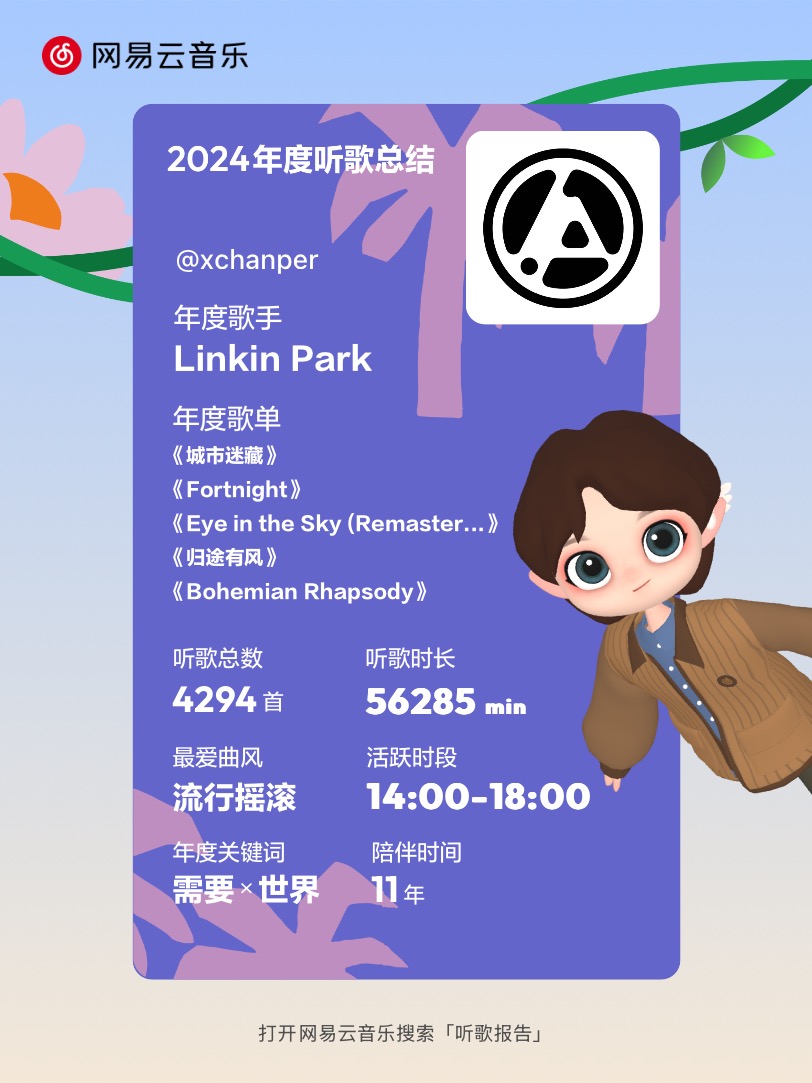 网易云音乐
2024年度听歌总结
@xchanper
年度歌手
Linkin Park
年度歌单
《城市迷藏》
《Fortnight》
《Eye in the Sky (Remaster...》
《归途有风》
《Bohemian Rhapsody》
听歌总数 听歌时长
4294 首 56285 min
最爱曲风 活跃时段
流行摇滚 14:00-18:00
年度关键词 陪伴时间
需要 × 世界 11 年
打开网易云音乐搜索「听歌报告」